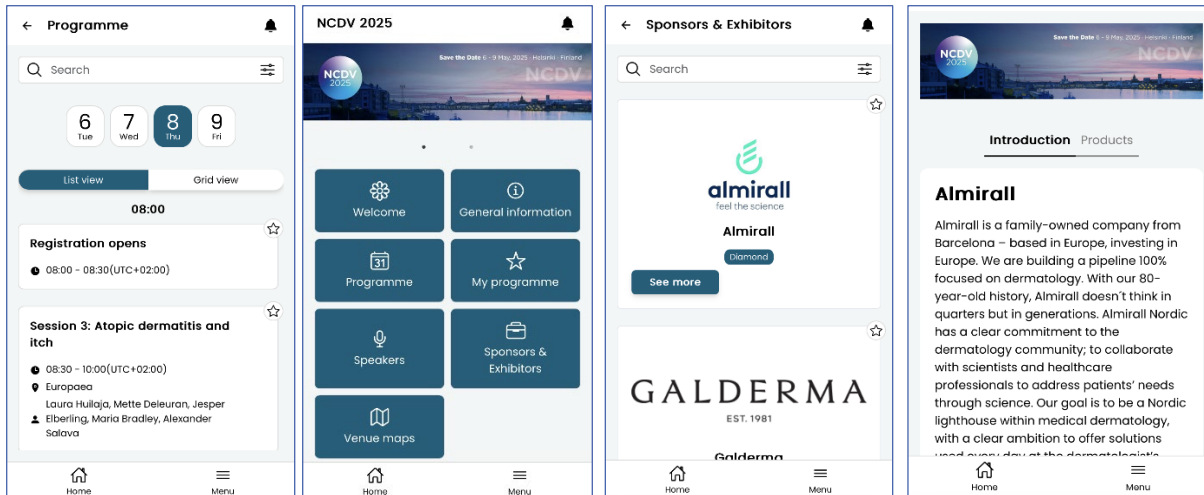 Programme
Search
6
Tue
7
Wed
8
Thu
9
Fri
List view
Grid view
08:00
Registration opens
08:00 - 08:30(UTC+02:00)
Session 3: Atopic dermatitis and
itch
08:30 - 10:00(UTC+02:00)
Europaea
Laura Huilaja, Mette Deleuran, Jesper
Elberling, Maria Bradley, Alexander
Salava
Home
Menu
NCDV 2025
Save the Date 6 - 9 May, 2025 · Helsinki · Finland
NCDV
NCDV
2025
Welcome
General information
31
Programme
My programme
Speakers
Sponsors &
Exhibitors
Venue maps
Home
Menu
Sponsors & Exhibitors
Search
almirall
feel the science
Almirall
Diamond
See more
GALDERMA
EST. 1981
Galderma
Home
Menu
Save the Date 6 - 9 May, 2025 · Helsinki · Finland
NCDV
NCDV
2025
Introduction
Products
Almirall
Almirall is a family-owned company from
Barcelona – based in Europe, investing in
Europe. We are building a pipeline 100%
focused on dermatology. With our 80-
year-old history, Almirall doesn´t think in
quarters but in generations. Almirall Nordic
has a clear commitment to the
dermatology community; to collaborate
with scientists and healthcare
professionals to address patients’ needs
through science. Our goal is to be a Nordic
lighthouse within medical dermatology,
with a clear ambition to offer solutions
used every day at the dermatologist’s
Home
Menu